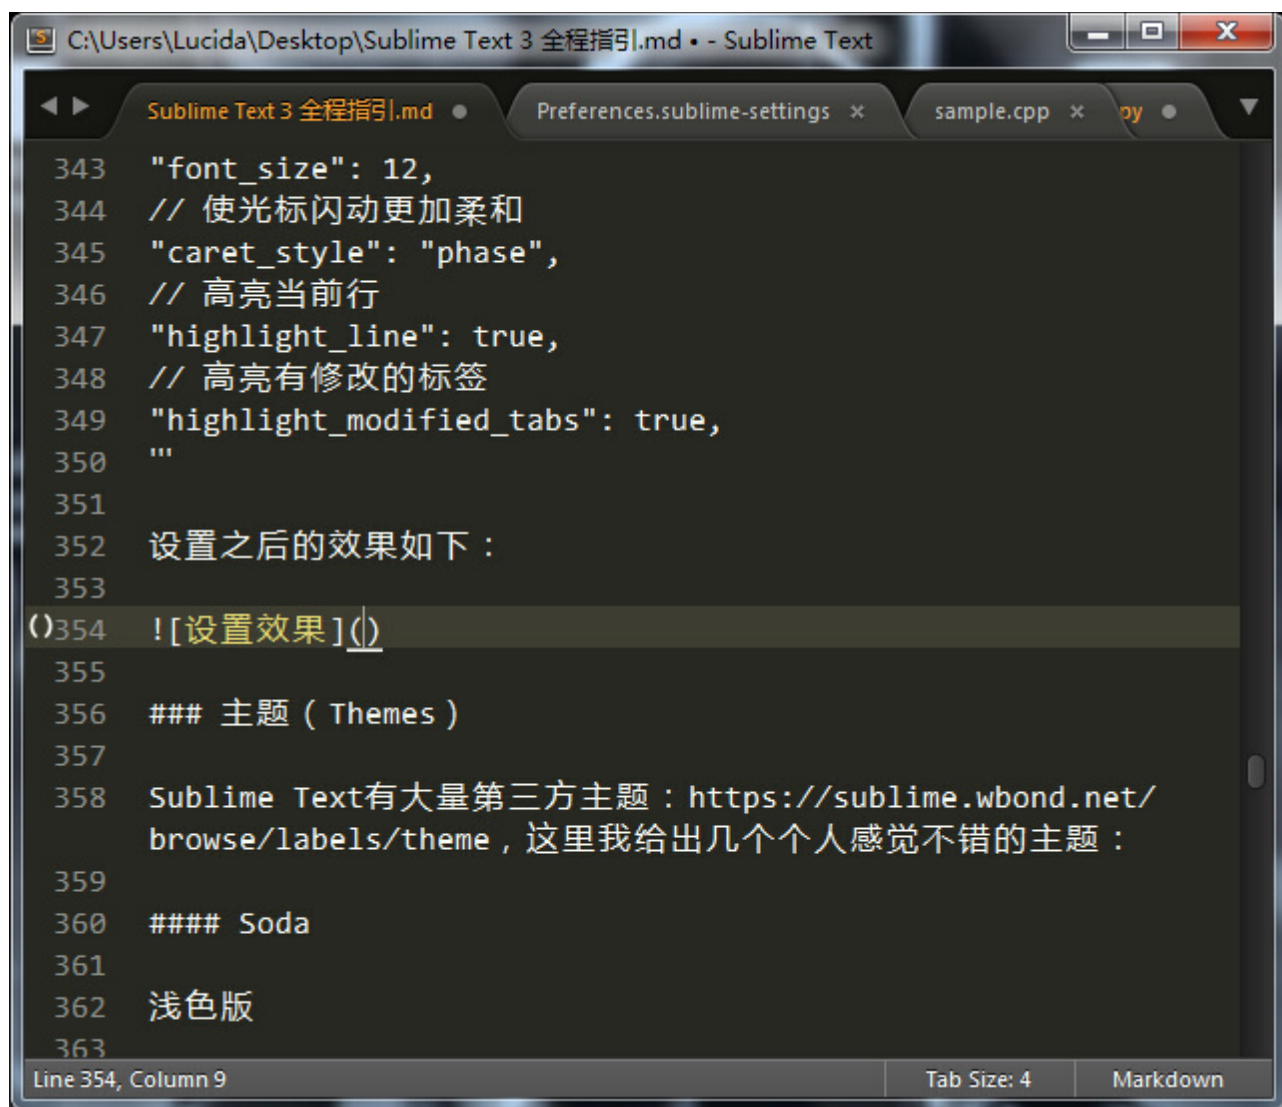 C:\Users\Lucida\Desktop\Sublime Text 3 全程指引.md • - Sublime Text
Sublime Text 3 全程指引.md
Preferences.sublime-settings
sample.cpp
py
343 "font_size": 12,
344 // 使光标闪动更加柔和
345 "caret_style": "phase",
346 // 高亮当前行
347 "highlight_line": true,
348 // 高亮有修改的标签
349 "highlight_modified_tabs": true,
350 '''
351
352 设置之后的效果如下：
353
()354 ![设置效果]()
355
356 ### 主题（Themes）
357
358 Sublime Text有大量第三方主题：https://sublime.wbond.net/
browse/labels/theme，这里我给出几个个人感觉不错的主题：
359
360 #### Soda
361
362 浅色版
363
Line 354, Column 9
Tab Size: 4
Markdown